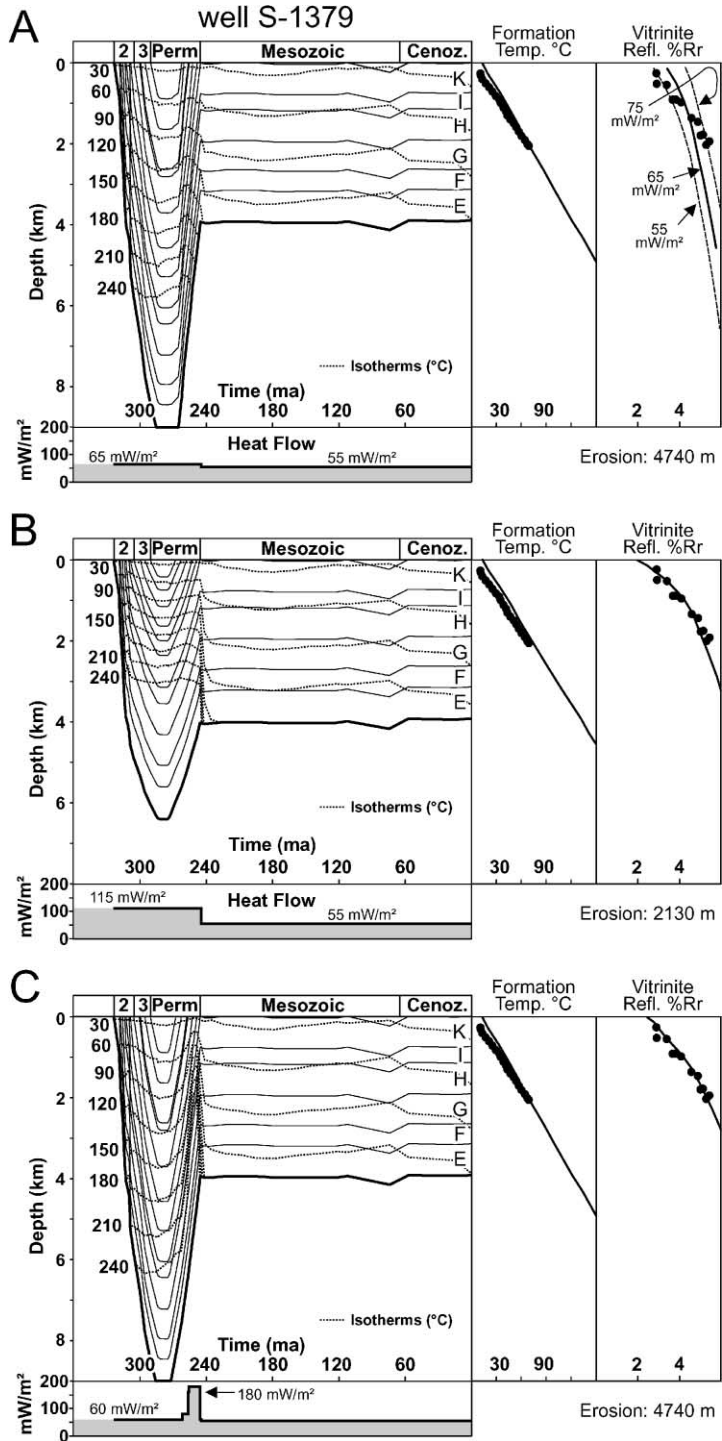 well S-1379
A
2 3 Perm Mesozoic Cenoz.
Formation
Temp. °C
Vitrinite
Refl. %Rr
0
30
60
90
2
120
150
4
180
210
240
6
8
Depth (km)
K
I
H
G
F
E
75
mW/m²
65
mW/m²
55
mW/m²
Isotherms (°C)
Time (ma)
300 240 180 120 60
30 90
2 4
200
100
0
mW/m²
Heat Flow
65 mW/m²
55 mW/m²
Erosion: 4740 m
B
2 3 Perm Mesozoic Cenoz.
Formation
Temp. °C
Vitrinite
Refl. %Rr
0
30
90
150
2
210
240
4
6
Depth (km)
K
I
H
G
F
E
Isotherms (°C)
Time (ma)
300 240 180 120 60
30 90
2 4
200
100
0
mW/m²
Heat Flow
115 mW/m²
55 mW/m²
Erosion: 2130 m
C
2 3 Perm Mesozoic Cenoz.
Formation
Temp. °C
Vitrinite
Refl. %Rr
0
30
60
90
2
120
150
4
180
210
240
6
8
Depth (km)
K
I
H
G
F
E
Isotherms (°C)
Time (ma)
300 240 180 120 60
30 90
2 4
200
100
0
mW/m²
60 mW/m²
180 mW/m²
Erosion: 4740 m